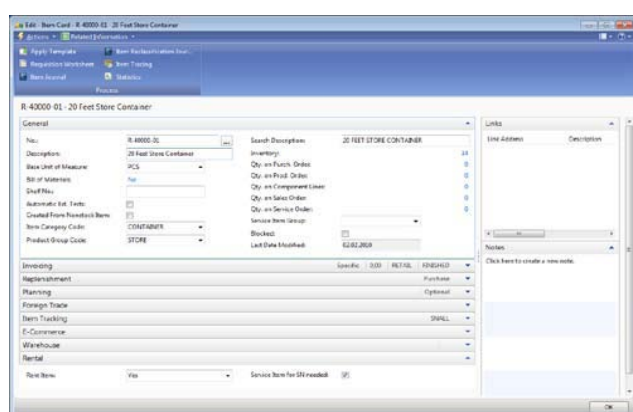 Edit - Item Card - R-40000-01 - 20 Feet Store Container
Actions Related Information
Apply Template Item Reclassification Jour...
Requisition Worksheet Item Tracing
Item Journal Statistics
Process
R-40000-01 - 20 Feet Store Container
General
No.: R-40000-01 ...
Description: 20 Feet Store Container
Base Unit of Measure: PCS
Bill of Materials:
Shelf No.:
Automatic Ext. Texts:
Created From Nonstock Item:
Item Category Code: CONTAINER
Product Group Code: STORE
Search Description: 20 FEET STORE CONTAINER
Inventory:
Qty. on Purch. Order: 0
Qty. on Prod. Order: 0
Qty. on Component Lines: 0
Qty. on Sales Order: 0
Qty. on Service Order: 0
Service Item Group:
Blocked:
Last Date Modified: 02.02.2010
Invoicing Specific 0,00 RETAIL FINISHED
Replenishment Purchase
Planning Optional
Foreign Trade
Item Tracking SNALL
E-Commerce
Warehouse
Rental
Rent Item: Yes Service Item for SN needed:
Links
Link Address Description
Notes
Click here to create a new note.
OK